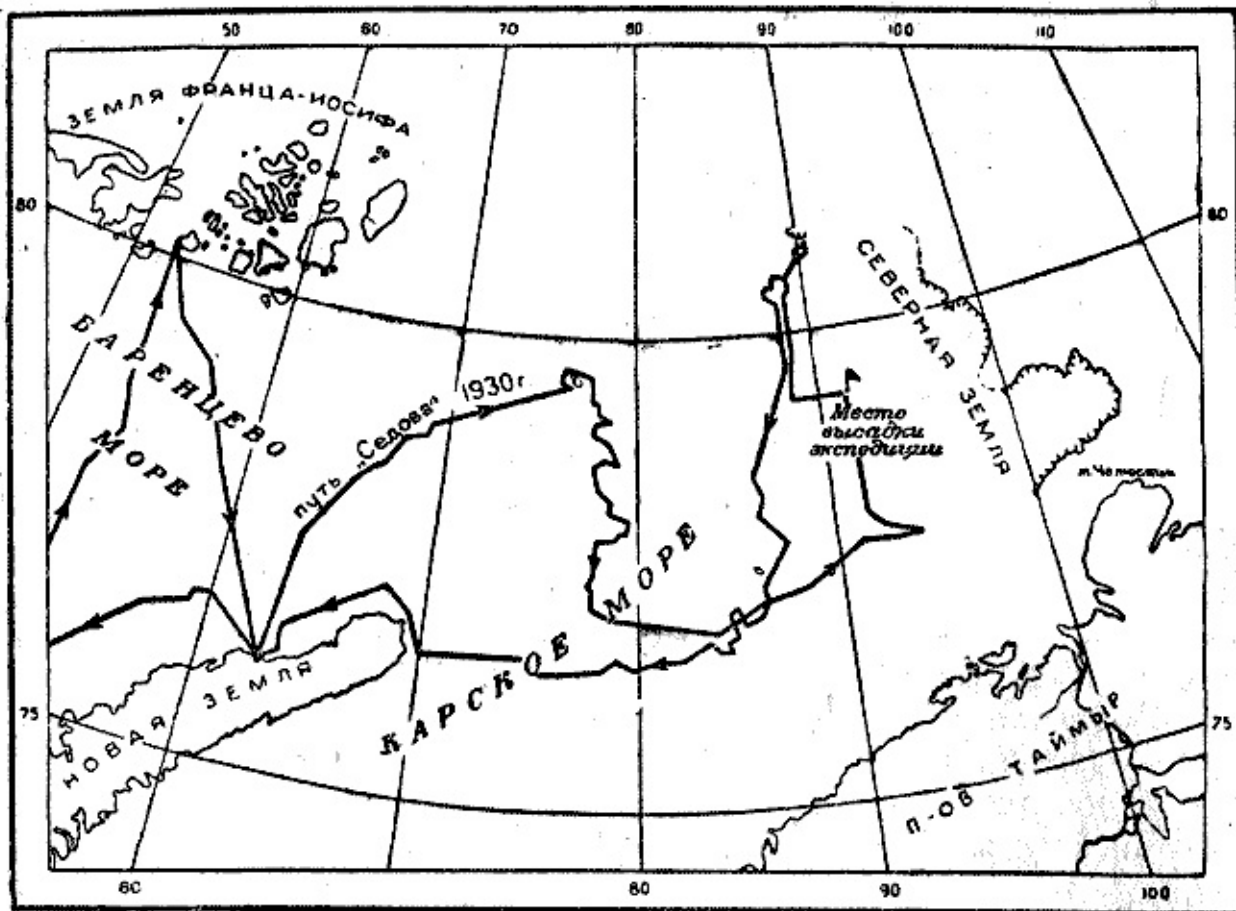 50 60 70 80 90 100 110
ЗЕМЛЯ ФРАНЦА-ИОСИФА
80 80
СЕВЕРНАЯ ЗЕМЛЯ
БАРЕНЦЕВО
МОРЕ
путь „Седова" 1930 г.
Место
высадки
экспедиции
КАРСКОЕ МОРЕ
НОВАЯ ЗЕМЛЯ
П-ОВ ТАЙМЫР
75 75
60 80 90 100